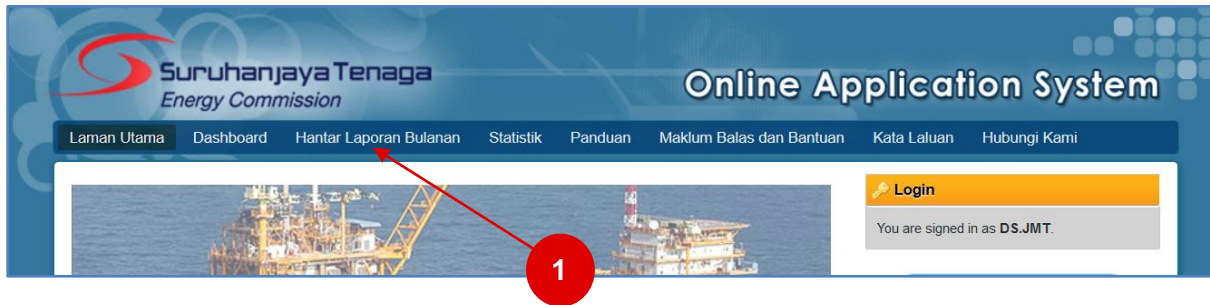 Suruhanjaya Tenaga
Energy Commission
Online Application System
Laman Utama Dashboard Hantar Laporan Bulanan Statistik Panduan Maklum Balas dan Bantuan Kata Laluan Hubungi Kami
Login
You are signed in as DS.JMT.
1